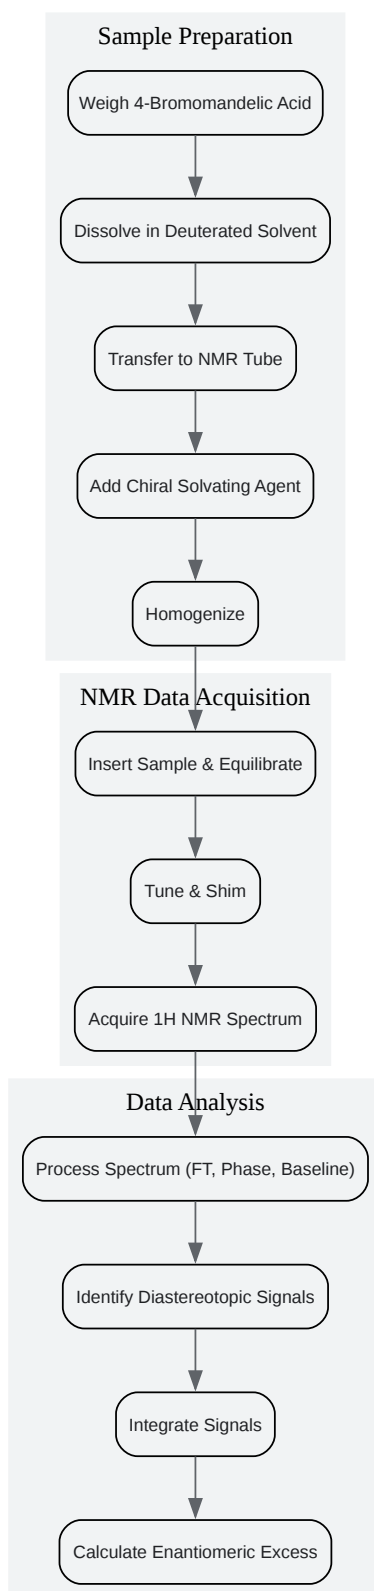 Sample Preparation
Weigh 4-Bromomandelic Acid
Dissolve in Deuterated Solvent
Transfer to NMR Tube
Add Chiral Solvating Agent
Homogenize
NMR Data Acquisition
Insert Sample & Equilibrate
Tune & Shim
Acquire 1H NMR Spectrum
Data Analysis
Process Spectrum (FT, Phase, Baseline)
Identify Diastereotopic Signals
Integrate Signals
Calculate Enantiomeric Excess